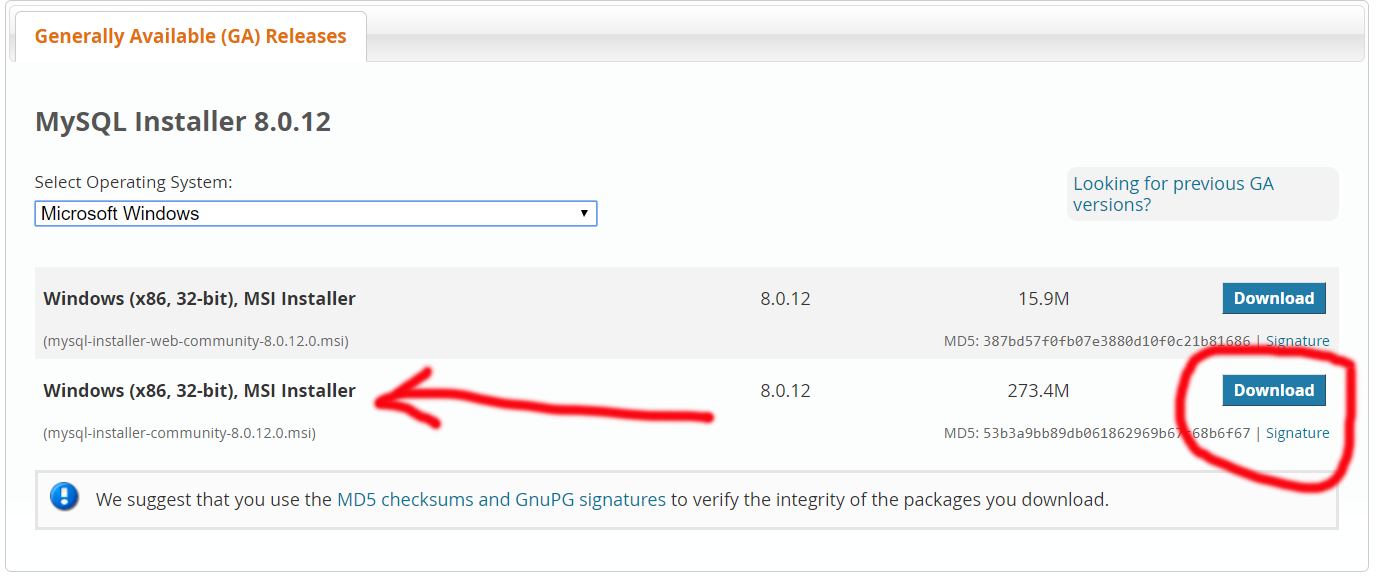 Generally Available (GA) Releases
MySQL Installer 8.0.12
Select Operating System:
Looking for previous GA
versions?
Microsoft Windows
Windows (x86, 32-bit), MSI Installer 8.0.12 15.9M Download
(mysql-installer-web-community-8.0.12.0.msi) MD5: 387bd57f0fb07e3880d10f0c21b81686 | Signature
Windows (x86, 32-bit), MSI Installer 8.0.12 273.4M Download
(mysql-installer-community-8.0.12.0.msi) MD5: | Signature
We suggest that you use the MD5 checksums and GnuPG signatures to verify the integrity of the packages you download.